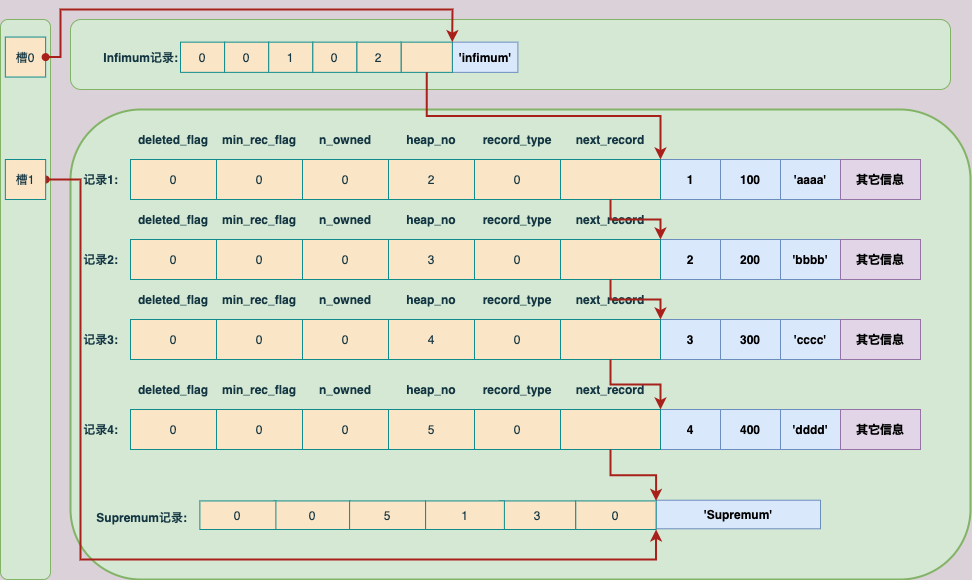 槽0
Infimum记录: 0 0 1 0 2 'infimum'
deleted_flag min_rec_flag n_owned heap_no record_type next_record
槽1
记录1: 0 0 0 2 0 1 100 'aaaa' 其它信息
deleted_flag min_rec_flag n_owned heap_no record_type next_record
记录2: 0 0 0 3 0 2 200 'bbbb' 其它信息
deleted_flag min_rec_flag n_owned heap_no record_type next_record
记录3: 0 0 0 4 0 3 300 'cccc' 其它信息
deleted_flag min_rec_flag n_owned heap_no record_type next_record
记录4: 0 0 0 5 0 4 400 'dddd' 其它信息
Supremum记录: 0 0 5 1 3 0 'Supremum'